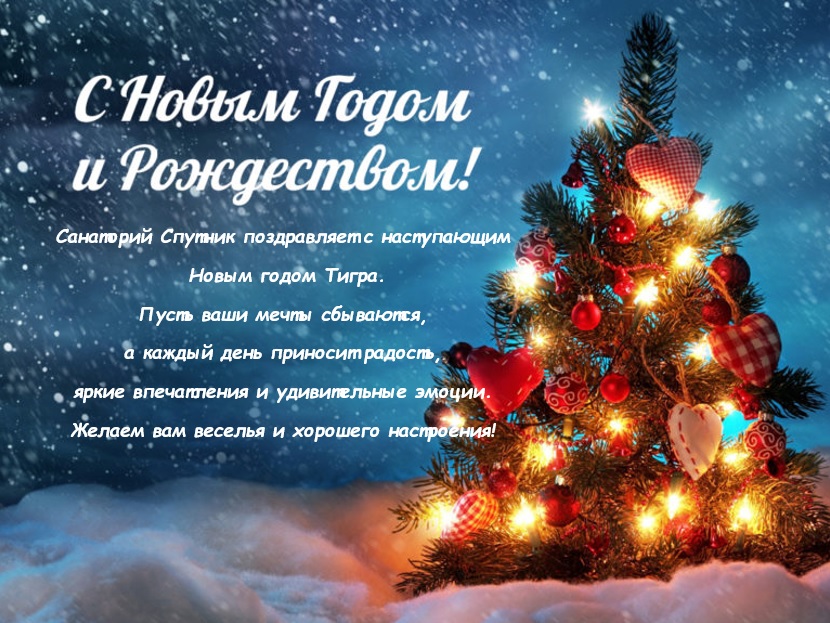 С Новым Годом
и Рождеством!
Санаторий Спутник поздравляет с наступающим
Новым годом Тигра.
Пусть ваши мечты сбываются,
а каждый день приносит радость,
яркие впечатления и удивительные эмоции.
Желаем вам веселья и хорошего настроения!